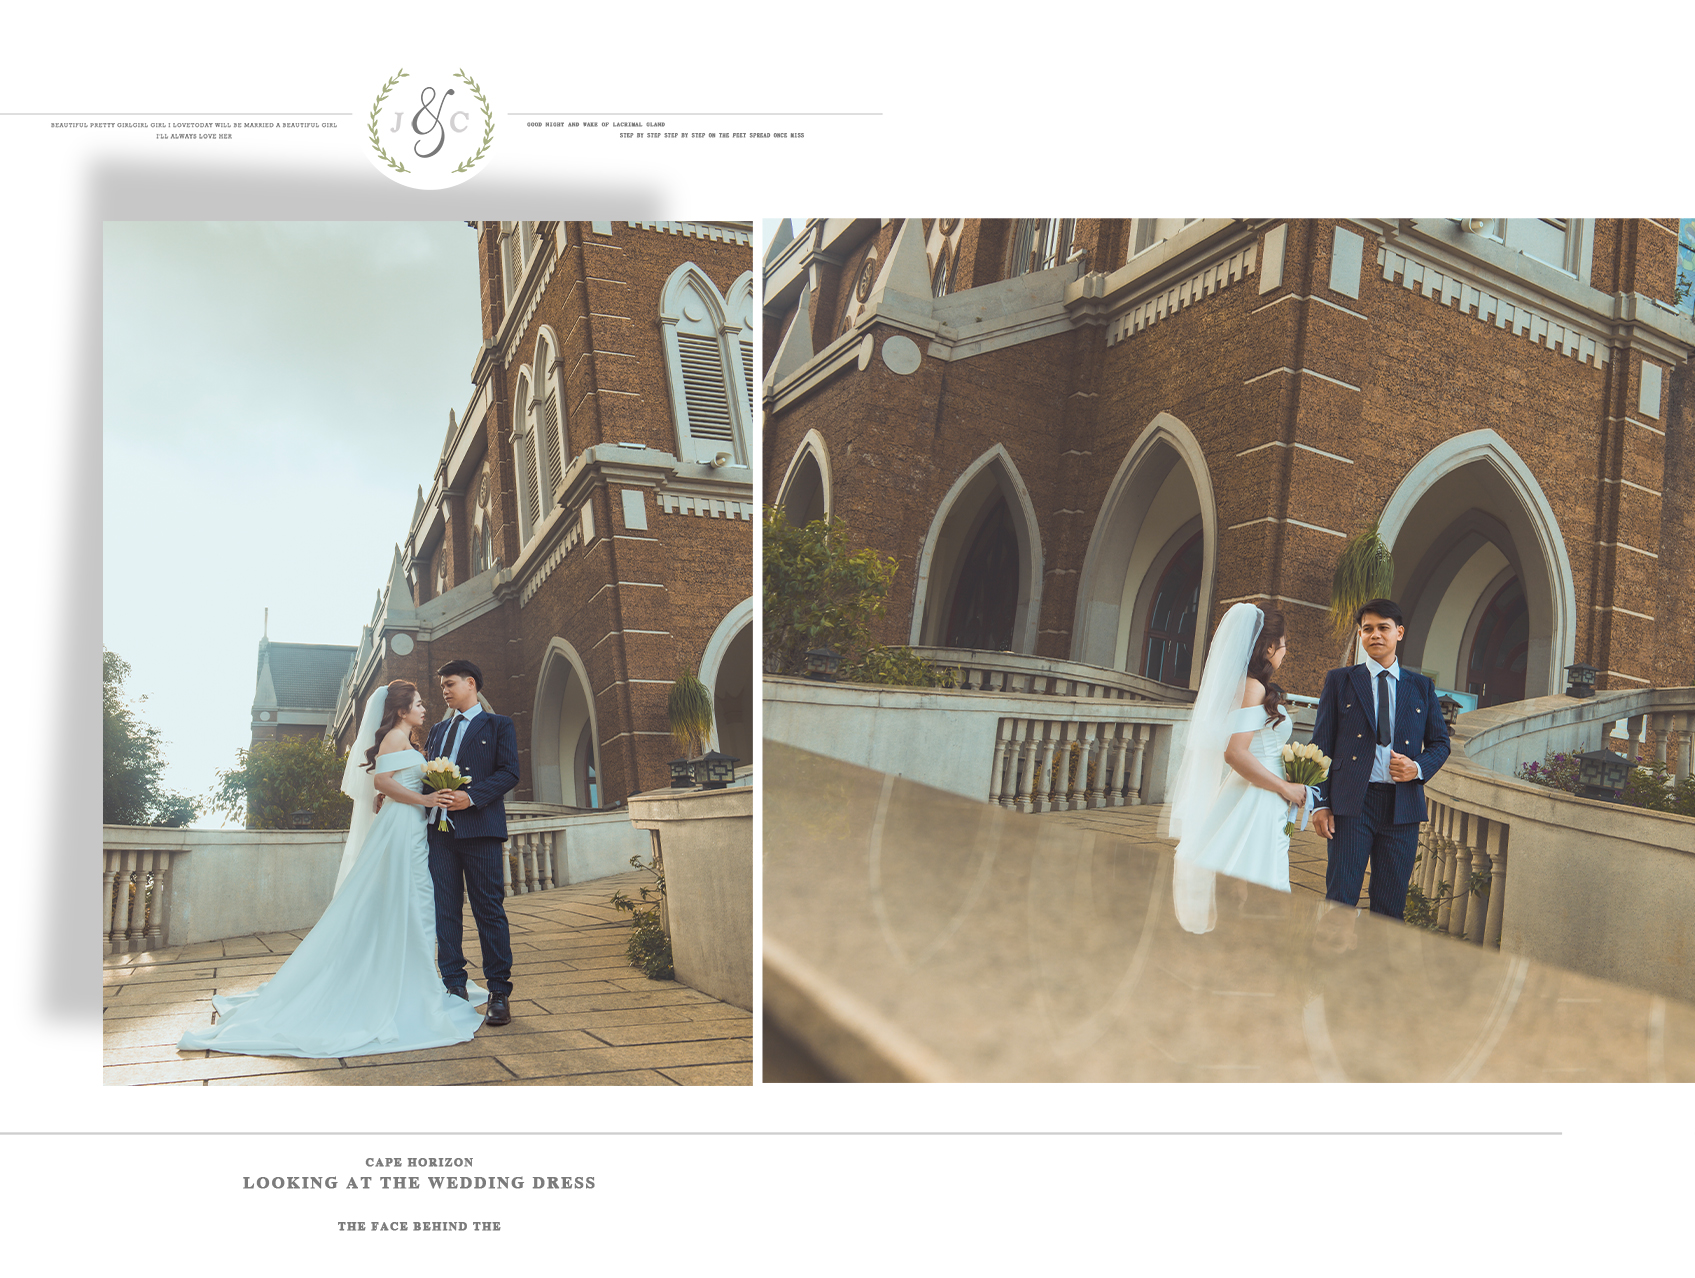 J & C
BEAUTIFUL PRETTY GIRLGIRL GIRL I LOVETODAY WILL BE MARRIED A BEAUTIFUL GIRL
I'LL ALWAYS LOVE HER
GOOD NIGHT AND WAKE OF LACRIMAL GLAND
STEP BY STEP STEP BY STEP ON THE FEET SPREAD ONCE MISS
CAPE HORIZON
LOOKING AT THE WEDDING DRESS
THE FACE BEHIND THE